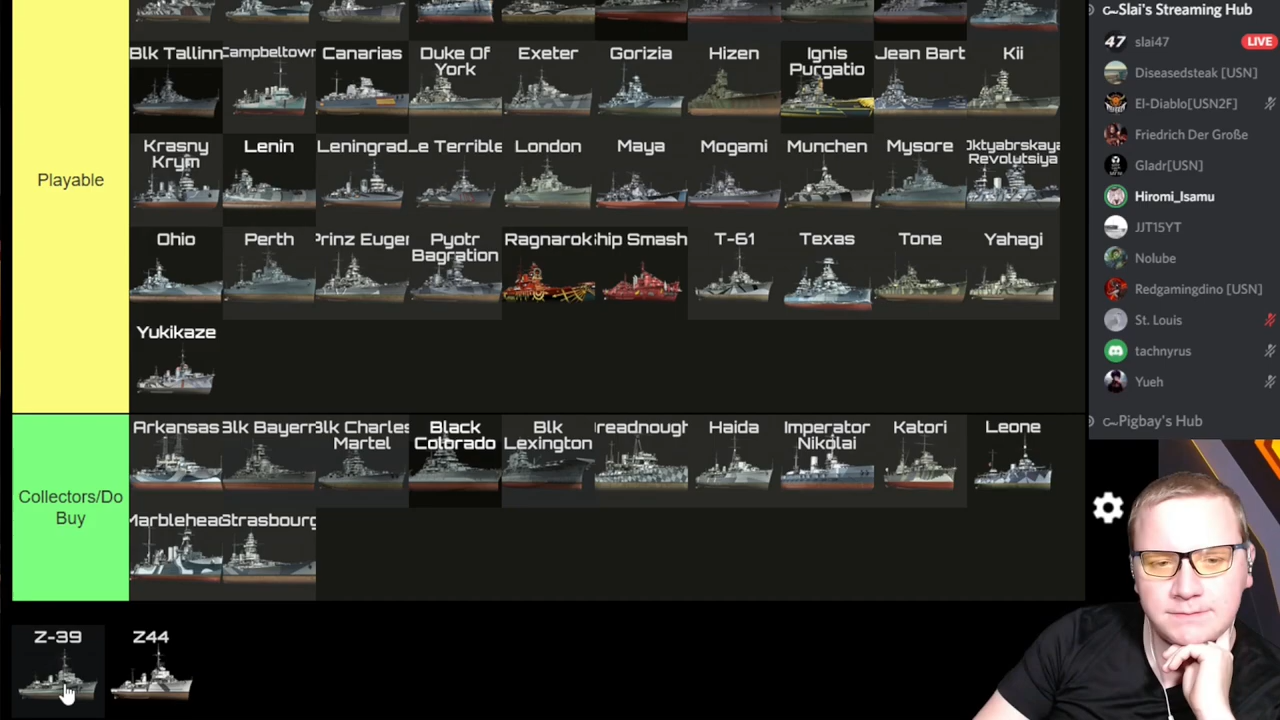 Playable
Blk Tallinn
Campbeltown
Canarias
Duke Of
York
Exeter
Gorizia
Hizen
Ignis
Purgatio
Jean Bart
Kii
Krasny
Krym
Lenin
Leningrad
Le Terrible
London
Maya
Mogami
Munchen
Mysore
Oktyabrskaya
Revolutsiya
Ohio
Perth
Prinz Eugen
Pyotr
Bagration
Ragnarok
hip Smash
T-61
Texas
Tone
Yahagi
Yukikaze
Collectors/Do
Buy
Arkansas
Blk Bayern
Blk Charles
Martel
Black
Colorado
Blk
Lexington
readnough
Haida
Imperator
Nikolai
Katori
Leone
Marblehead
Strasbourg
Z-39
Z44
Slai's Streaming Hub
47 slai47 LIVE
Diseasedsteak [USN]
El-Diablo[USN2F]
Friedrich Der Große
Gladr[USN]
Hiromi_Isamu
JJT15YT
Nolube
Redgamingdino [USN]
St. Louis
tachnyrus
Yueh
Pigbay's Hub